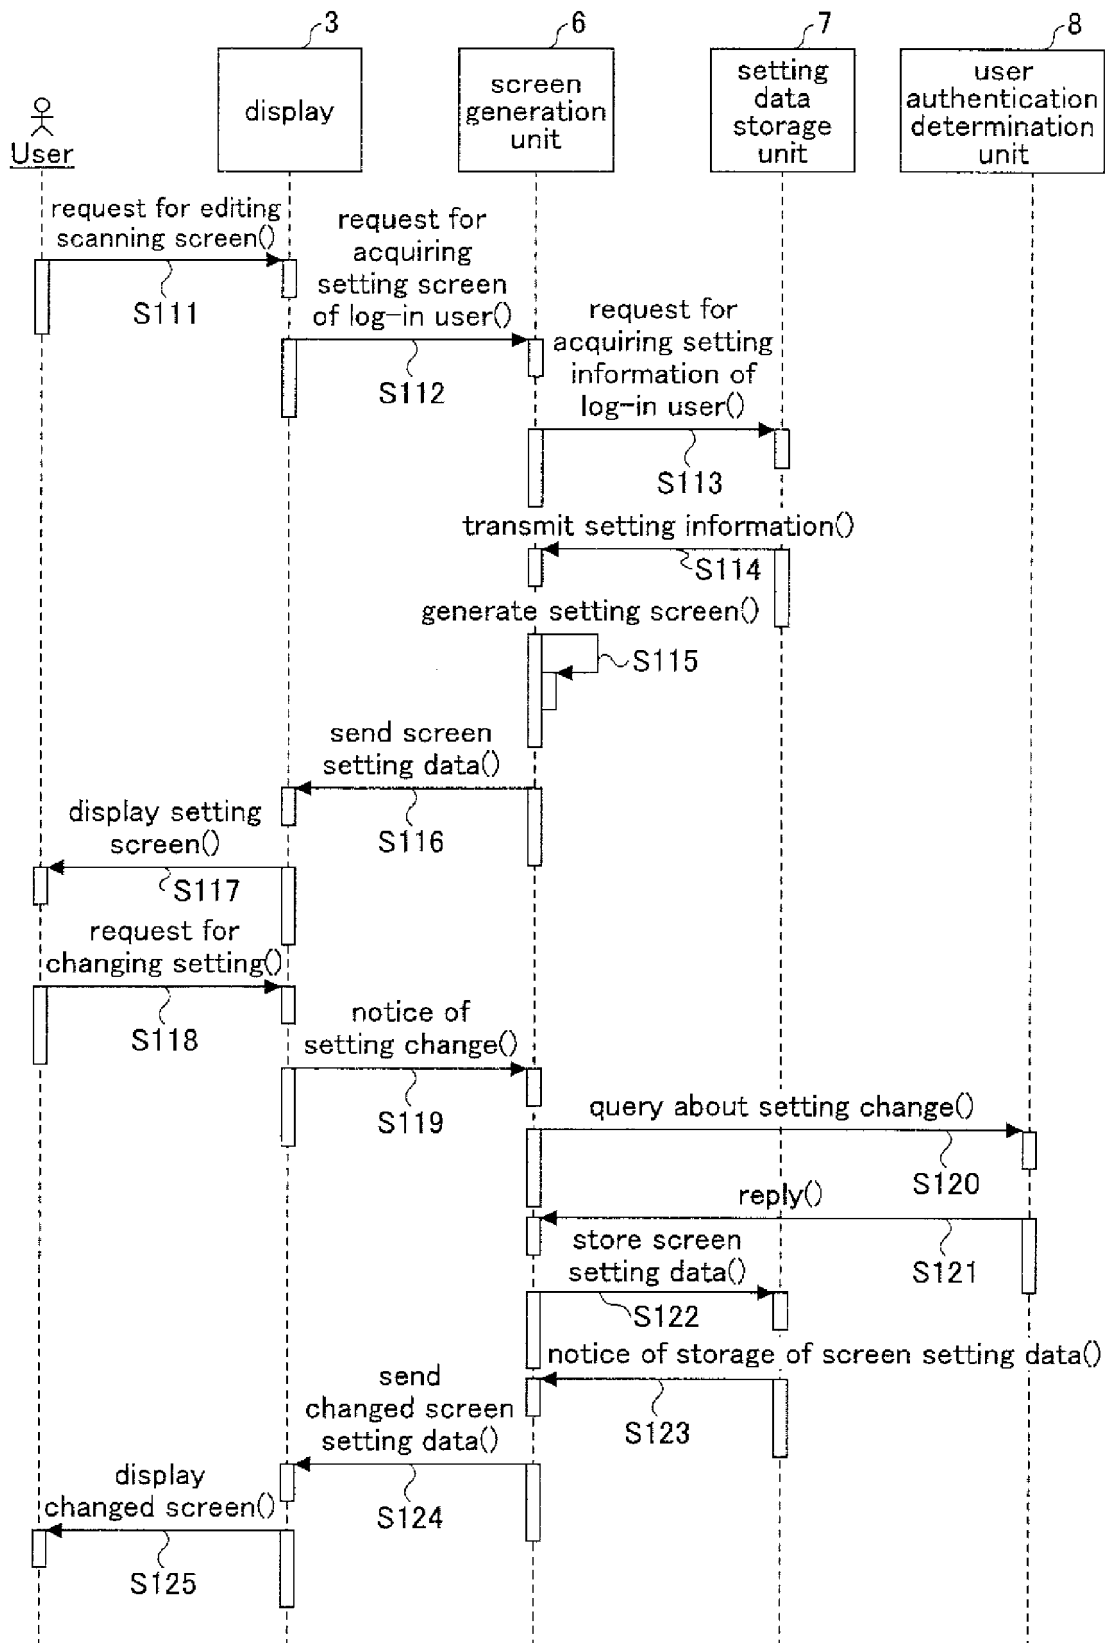 3
6
7
8
User
display
screen
generation
unit
setting
data
storage
unit
user
authentication
determination
unit
request for editing
scanning screen()
S111
request for
acquiring
setting screen
of log-in user()
S112
request for
acquiring setting
information of
log-in user()
S113
transmit setting information()
S114
generate setting screen()
S115
send screen
setting data()
S116
display setting
screen()
S117
request for
changing setting()
S118
notice of
setting change()
S119
query about setting change()
S120
reply()
S121
store screen
setting data()
S122
notice of storage of screen setting data()
S123
send
changed screen
setting data()
S124
display
changed screen()
S125